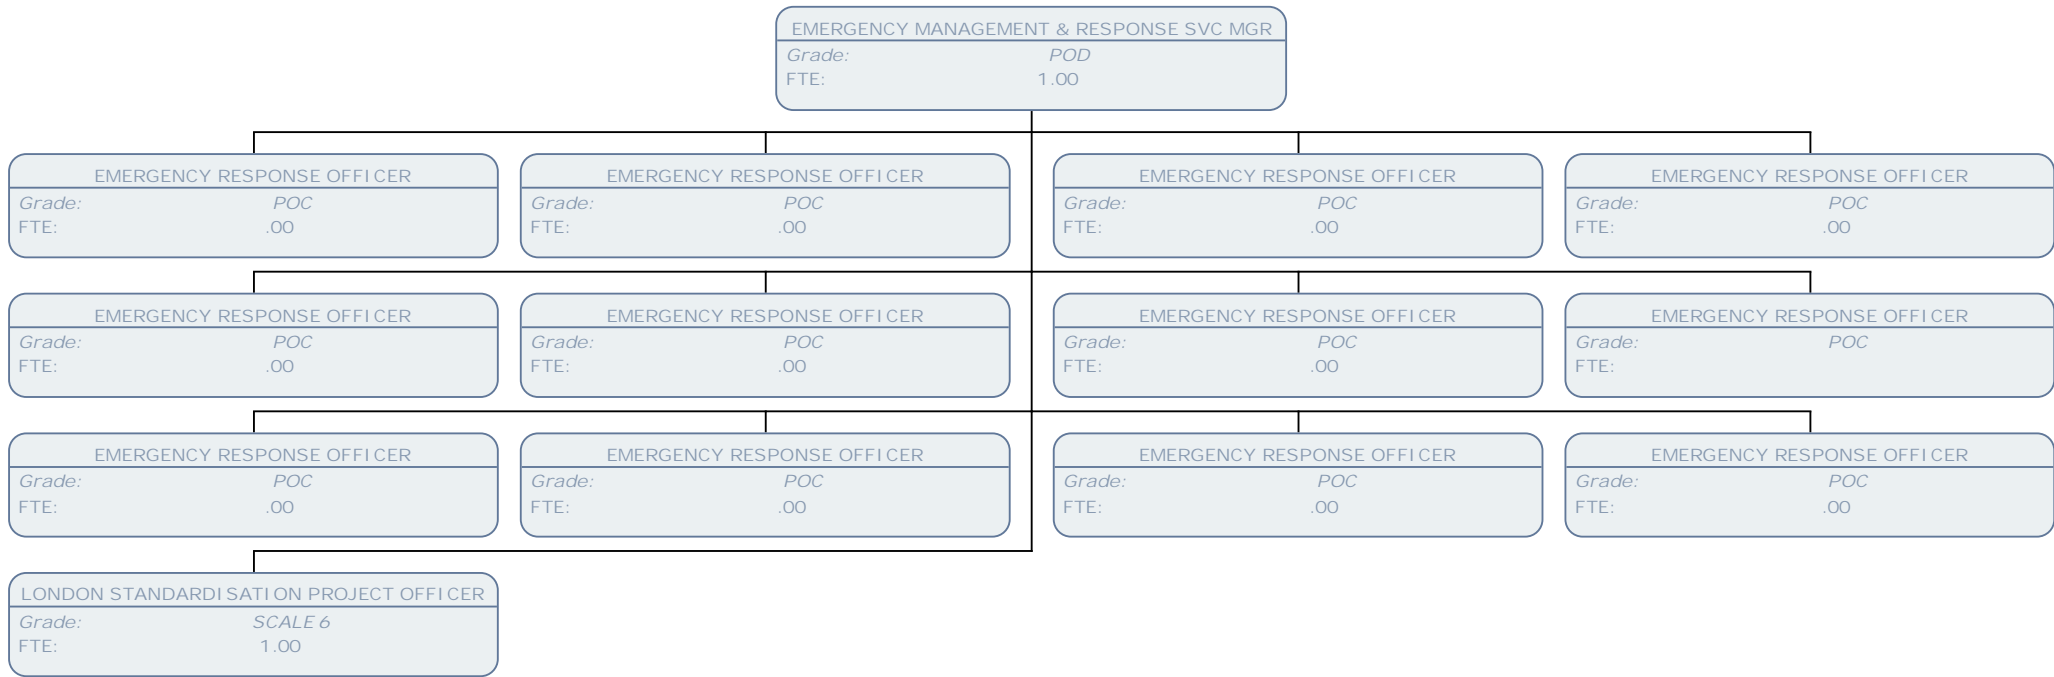 EMERGENCY MANAGEMENT & RESPONSE SVC MGR
Grade: POD
FTE: 1.00
EMERGENCY RESPONSE OFFICER
Grade: POC
FTE: .00
EMERGENCY RESPONSE OFFICER
Grade: POC
FTE: .00
EMERGENCY RESPONSE OFFICER
Grade: POC
FTE: .00
EMERGENCY RESPONSE OFFICER
Grade: POC
FTE: .00
EMERGENCY RESPONSE OFFICER
Grade: POC
FTE: .00
EMERGENCY RESPONSE OFFICER
Grade: POC
FTE: .00
EMERGENCY RESPONSE OFFICER
Grade: POC
FTE: .00
EMERGENCY RESPONSE OFFICER
Grade: POC
FTE:
EMERGENCY RESPONSE OFFICER
Grade: POC
FTE: .00
EMERGENCY RESPONSE OFFICER
Grade: POC
FTE: .00
EMERGENCY RESPONSE OFFICER
Grade: POC
FTE: .00
EMERGENCY RESPONSE OFFICER
Grade: POC
FTE: .00
LONDON STANDARDISATION PROJECT OFFICER
Grade: SCALE 6
FTE: 1.00